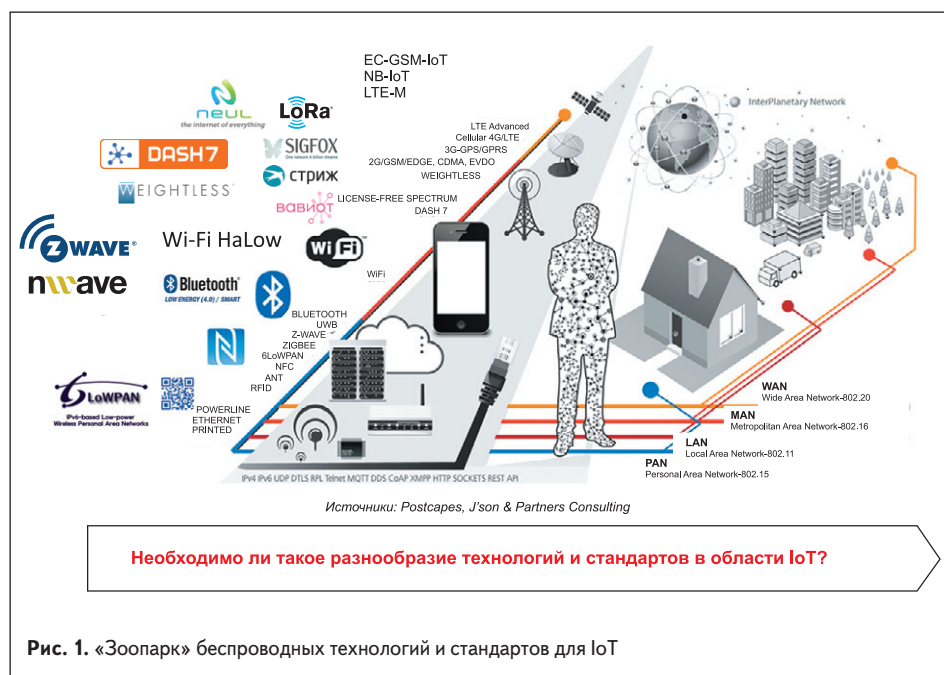 EC-GSM-IoT
NB-IoT
LTE-M
neul
the internet of everything
LoRa
DASH7
SIGFOX
One network A billion dreams
WEIGHTLESS
стриж
вавиот
Z WAVE
Wi-Fi HaLow
Wi Fi
nwave
Bluetooth
LOW ENERGY (4.0) / SMART
N
6LoWPAN
IPv6-based Low-power
Wireless Personal Area Networks
LTE Advanced
Cellular 4G/LTE
3G-GPS/GPRS
2G/GSM/EDGE, CDMA, EVDO
WEIGHTLESS
LICENSE-FREE SPECTRUM
DASH 7
WiFi
BLUETOOTH
UWB
Z-WAVE
ZIGBEE
6LoWPAN
NFC
ANT
RFID
POWERLINE
ETHERNET
PRINTED
InterPlanetary Network
WAN
Wide Area Network-802.20
MAN
Metropolitan Area Network-802.16
LAN
Local Area Network-802.11
PAN
Personal Area Network-802.15
IPv4 IPv6 UDP DTLS RPL Telnet MQTT DDS CoAP XMPP HTTP SOCKETS REST API
Источники: Postcapes, J'son & Partners Consulting
Необходимо ли такое разнообразие технологий и стандартов в области IoT?
Рис. 1. «Зоопарк» беспроводных технологий и стандартов для IoT